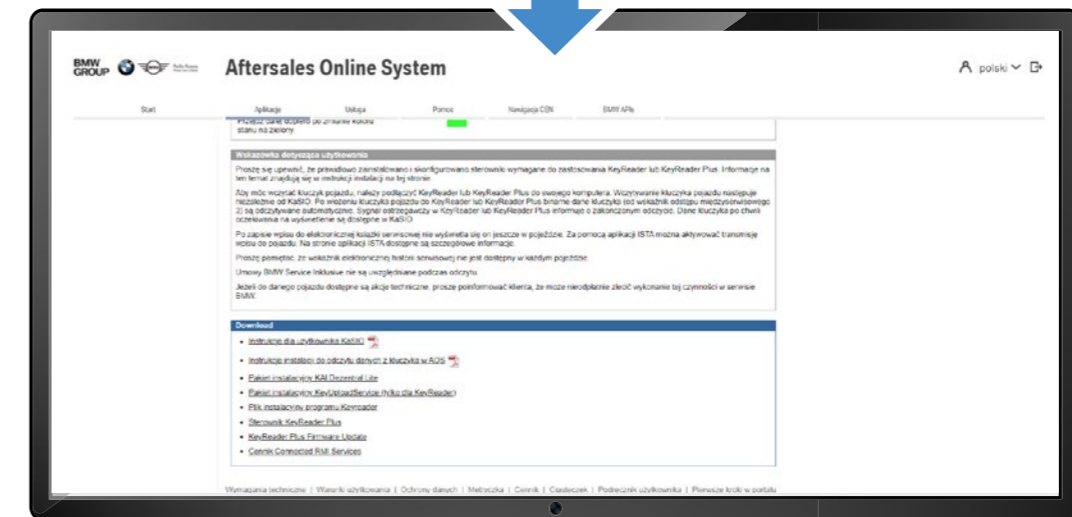 BMW
GROUP
Aftersales Online System
polski
Start Aplikacje Usługa Pomoc Nawigacja CBN BMW APIs
Przejdź dalej dopiero po zmianie koloru
stanu na zielony
Wskazówka dotycząca użytkowania
Proszę się upewnić, że prawidłowo zainstalowano i skonfigurowano sterowniki wymagane do zastosowania KeyReader lub KeyReader Plus. Informacje na
ten temat znajdują się w instrukcji instalacji na tej stronie.
Aby móc wczytać kluczyk pojazdu, należy podłączyć KeyReader lub KeyReader Plus do swojego komputera. Wczytywanie kluczyka pojazdu następuje
niezależnie od KaSIO. Po włożeniu kluczyka pojazdu do KeyReader lub KeyReader Plus binarne dane kluczyka (od wskaźnik odstępu międzyserwisowego
3) są odczytywane automatycznie. Sygnał ostrzegawczy w KeyReader lub KeyReader Plus informuje o zakończonym odczycie. Dane kluczyka po chwili
oczekiwania na wyświetlenie są dostępne w KaSIO.
Po zapisie wpisu do elektronicznej książki serwisowej nie wyświetla się on jeszcze w pojeździe. Za pomocą aplikacji ISTA można aktywować transmisję
wpisu do pojazdu. Na stronie aplikacji ISTA dostępne są szczegółowe informacje.
Proszę pamiętać, że wskaźnik elektronicznej historii serwisowej nie jest dostępny w każdym pojeździe.
Umowy BMW Service Inklusive nie są uwzględniane podczas odczytu.
Jeżeli do danego pojazdu dostępne są akcje techniczne, proszę poinformować klienta, że może nieodpłatnie zlecić wykonanie tej czynności w serwisie
BMW.
Download
• Instrukcje dla użytkownika KaSIO
• Instrukcje instalacji do odczytu danych z kluczyka w AOS
• Pakiet instalacyjny KAI Dezentral Lite
• Pakiet instalacyjny KeyUploadService (tylko dla KeyReader)
• Plik instalacyjny programu Keyreader
• Sterownik KeyReader Plus
• KeyReader Plus Firmware Update
• Cennik Connected RMI Services
Wymagania techniczne | Warunki użytkowania | Ochrony danych | Metryczka | Cennik | Ciasteczek | Podręcznik użytkownika | Pierwsze kroki w portalu